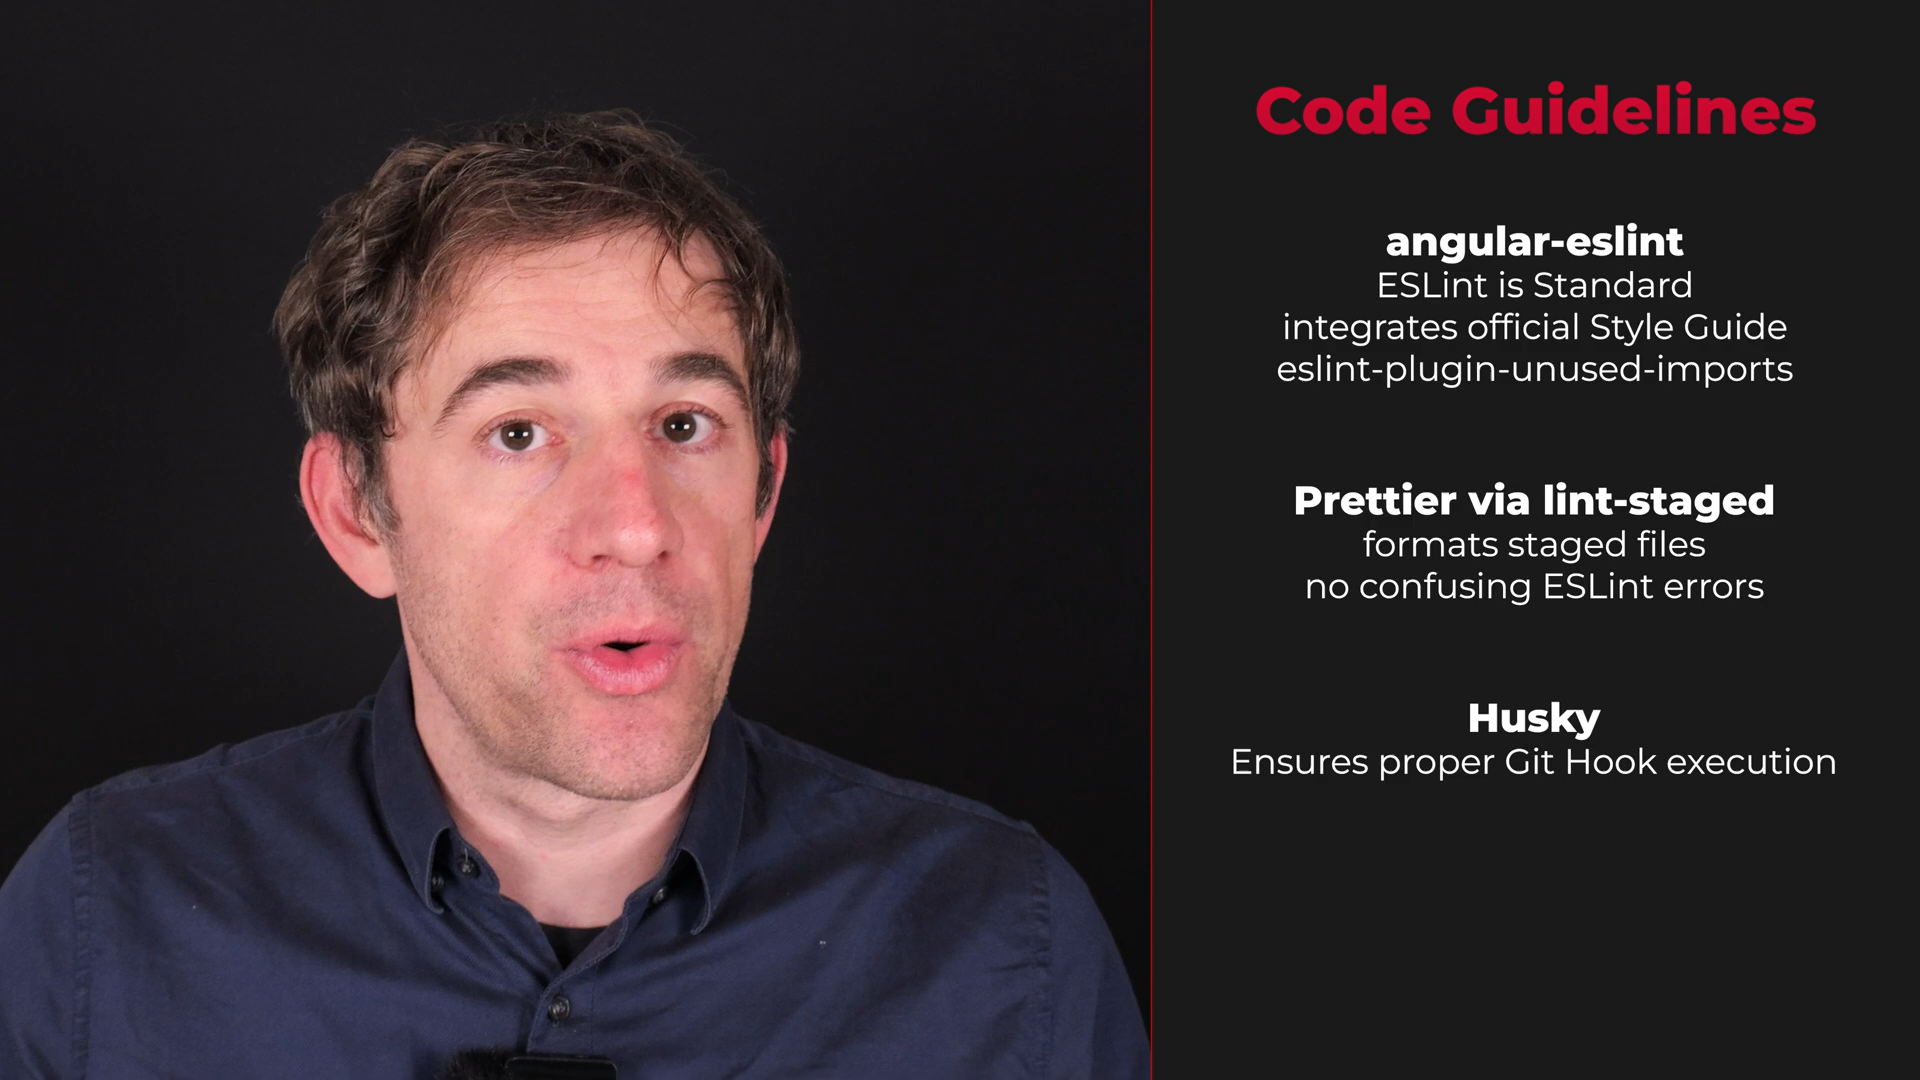 Code Guidelines
angular-eslint
ESLint is Standard
integrates official Style Guide
eslint-plugin-unused-imports
Prettier via lint-staged
formats staged files
no confusing ESLint errors
Husky
Ensures proper Git Hook execution